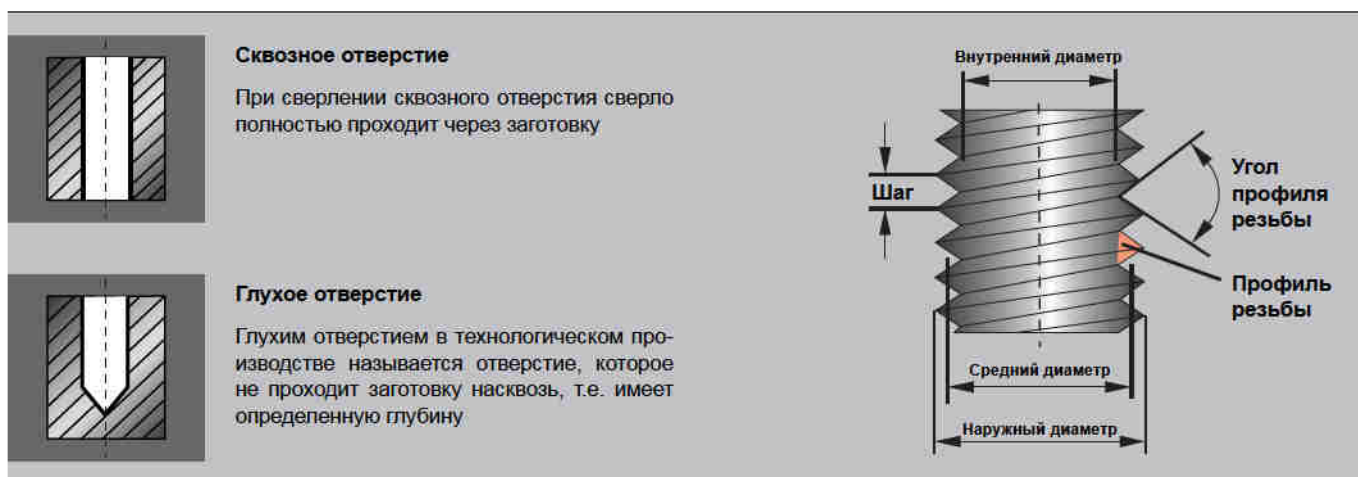 Сквозное отверстие
При сверлении сквозного отверстия сверло
полностью проходит через заготовку
Глухое отверстие
Глухим отверстием в технологическом про-
изводстве называется отверстие, которое
не проходит заготовку насквозь, т.е. имеет
определенную глубину
Внутренний диаметр
Шаг
Угол
профиля
резьбы
Профиль
резьбы
Средний диаметр
Наружный диаметр